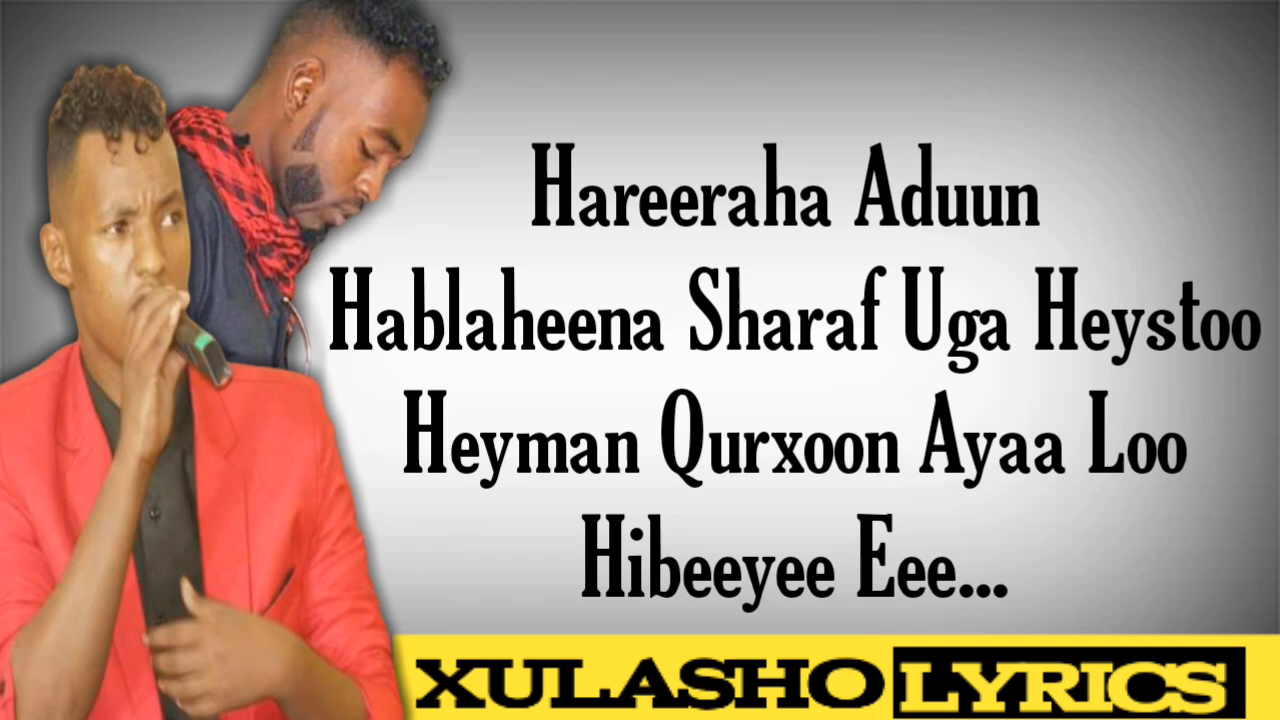 Hareeraha Aduun
Hablaheena Sharaf Uga Heystoo
Heyman Qurxoon Ayaa Loo
Hibeeyee Eee...
XULASHO LYRICS